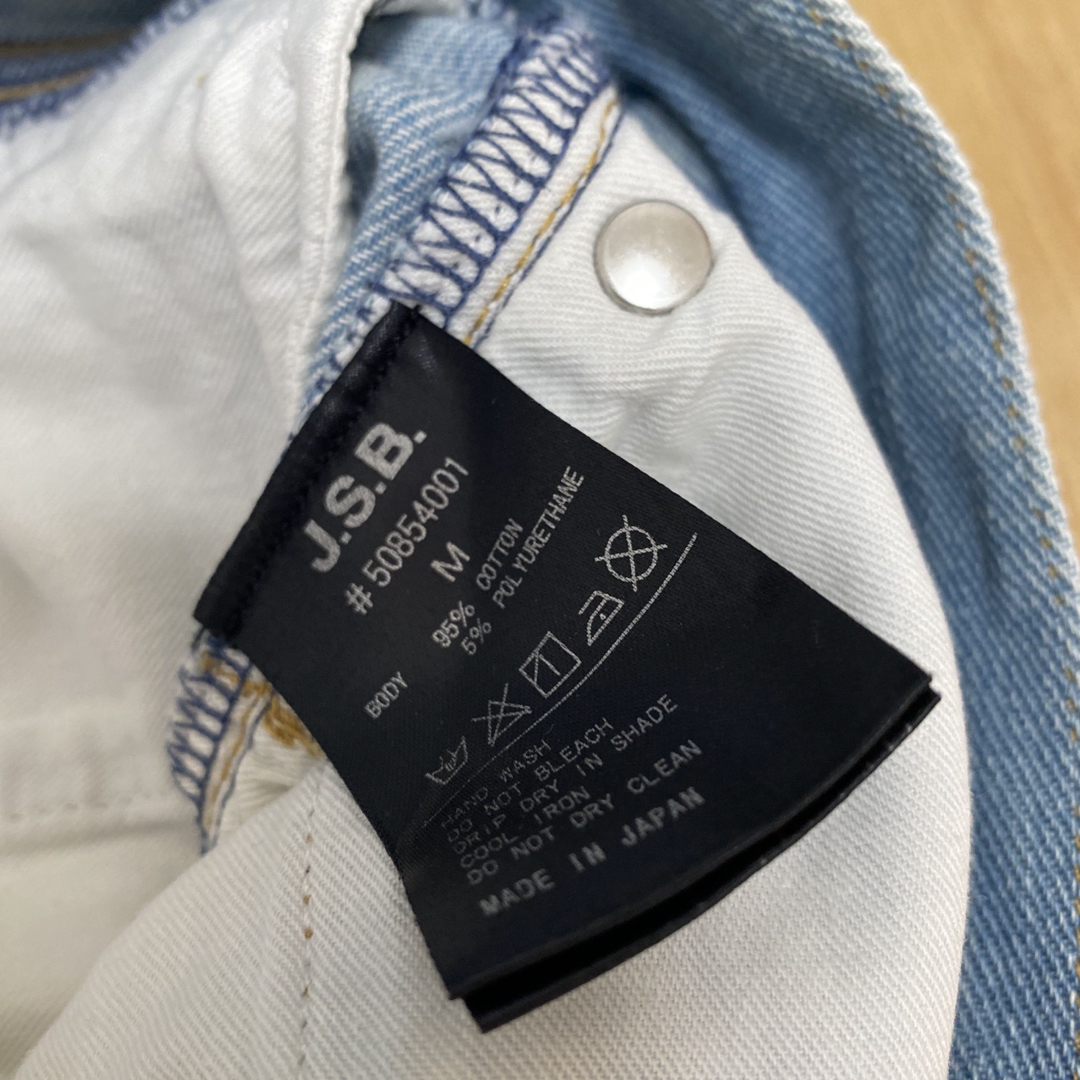 J.S.B.
#50854001
M
BODY 95% COTTON
5% POLYURETHANE
HAND WASH
DO NOT BLEACH
DRIP DRY IN SHADE
COOL IRON
DO NOT DRY CLEAN
MADE IN JAPAN